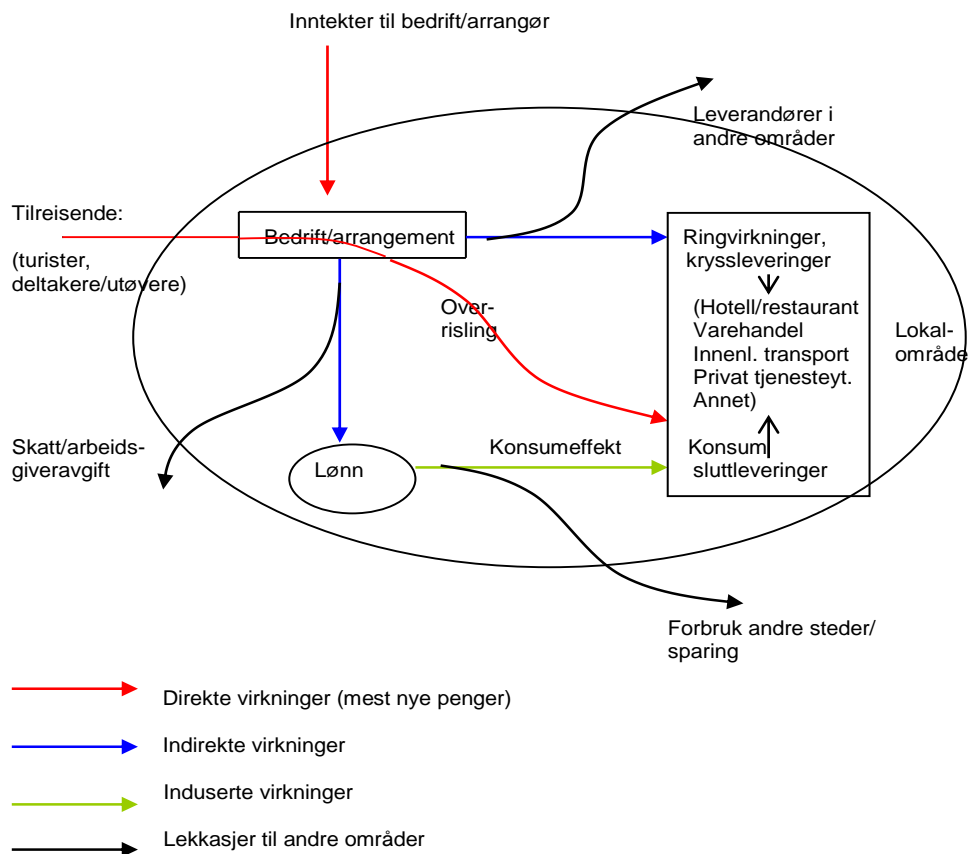 Inntekter til bedrift/arrangør
Leverandører i
andre områder
Tilreisende:
(turister,
deltakere/utøvere)
Bedrift/arrangement
Ringvirkninger,
kryssleveringer
(Hotell/restaurant
Varehandel
Innenl. transport
Privat tjenesteyt.
Annet)
Konsum
sluttleveringer
Lokal-
område
Over-
risling
Skatt/arbeids-
giveravgift
Lønn
Konsumeffekt
Forbruk andre steder/
sparing
Direkte virkninger (mest nye penger)
Indirekte virkninger
Induserte virkninger
Lekkasjer til andre områder